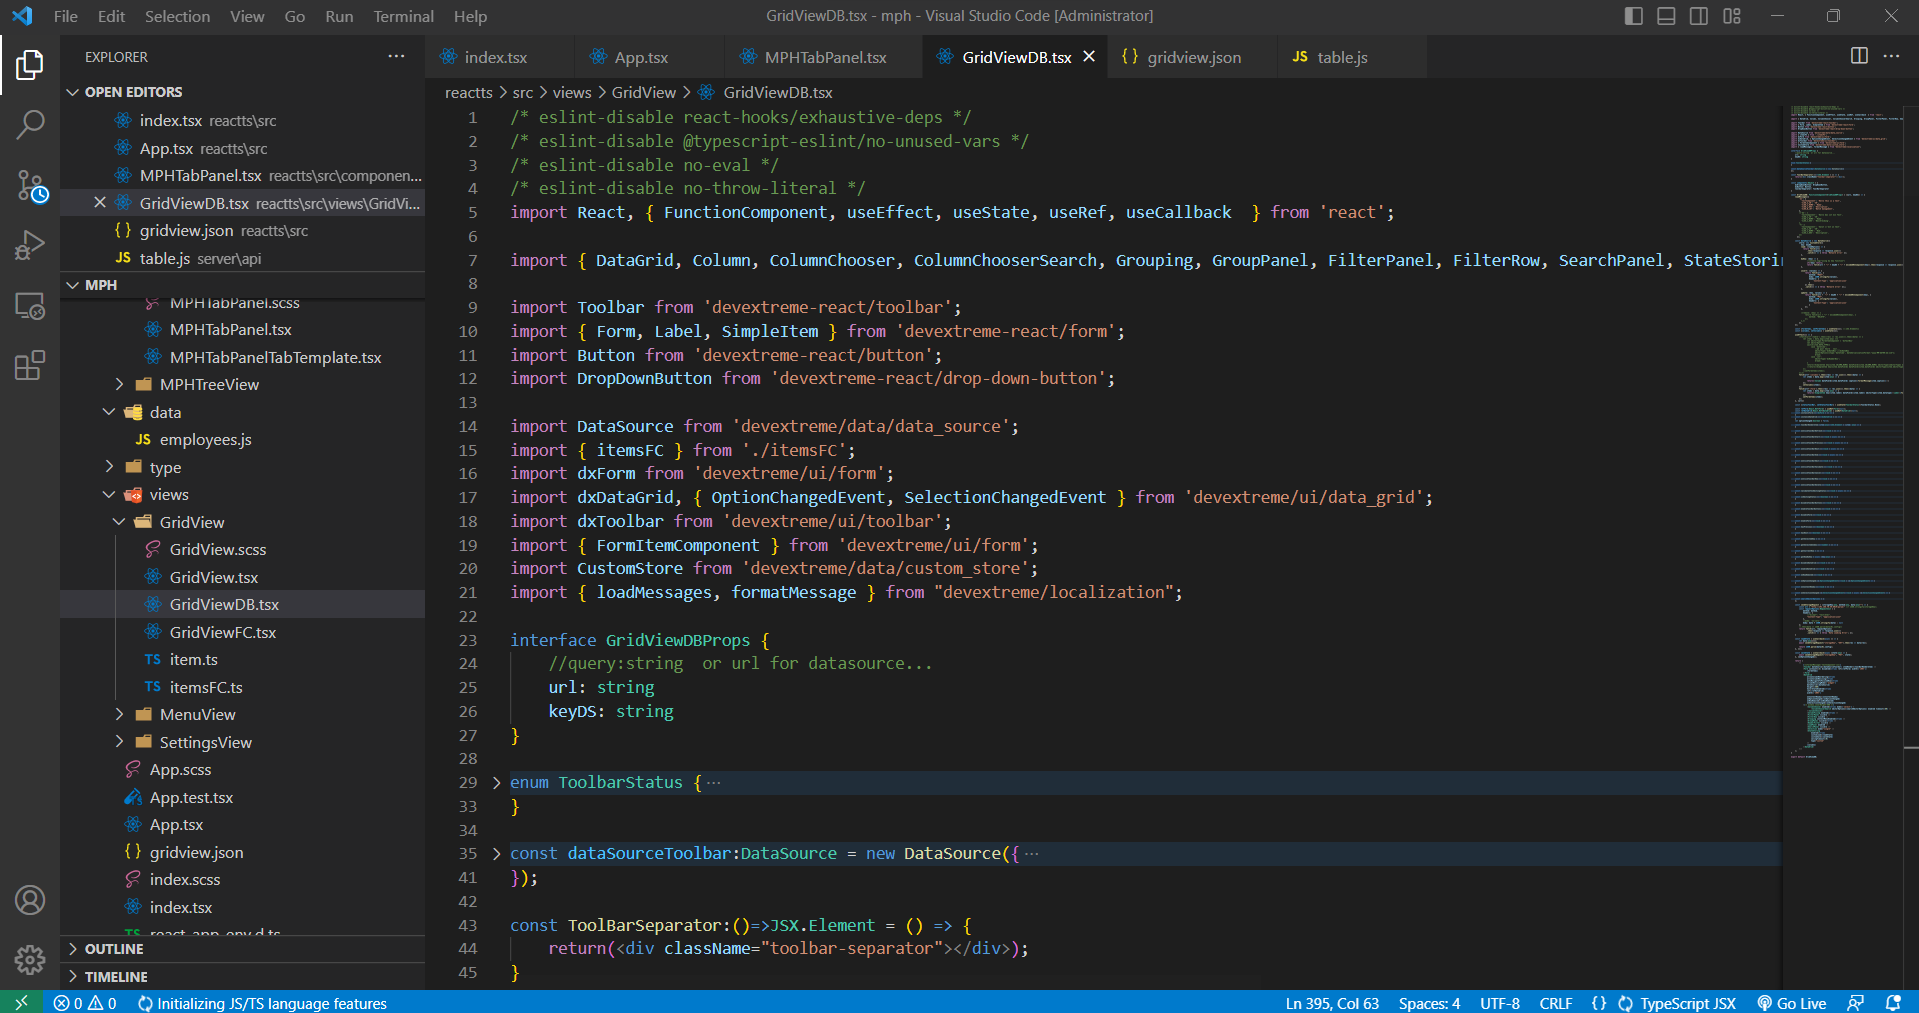 File Edit Selection View Go Run Terminal Help
GridViewDB.tsx - mph - Visual Studio Code [Administrator]
EXPLORER
OPEN EDITORS
index.tsx reactts\src
App.tsx reactts\src
MPHTabPanel.tsx reactts\src\componen...
GridViewDB.tsx reactts\src\views\GridVi...
{} gridview.json reactts\src
JS table.js server\api
MPH
MPHTabPanel.scss
MPHTabPanel.tsx
MPHTabPanelTabTemplate.tsx
MPHTreeView
data
JS employees.js
type
views
GridView
GridView.scss
GridView.tsx
GridViewDB.tsx
GridViewFC.tsx
TS item.ts
TS itemsFC.ts
MenuView
SettingsView
App.scss
App.test.tsx
App.tsx
{} gridview.json
index.scss
index.tsx
TS react-app-env.d.ts
OUTLINE
TIMELINE
index.tsx App.tsx MPHTabPanel.tsx GridViewDB.tsx {} gridview.json JS table.js
reactts > src > views > GridView > GridViewDB.tsx
1 /* eslint-disable react-hooks/exhaustive-deps */
2 /* eslint-disable @typescript-eslint/no-unused-vars */
3 /* eslint-disable no-eval */
4 /* eslint-disable no-throw-literal */
5 import React, { FunctionComponent, useEffect, useState, useRef, useCallback  } from 'react';
6
7 import { DataGrid, Column, ColumnChooser, ColumnChooserSearch, Grouping, GroupPanel, FilterPanel, FilterRow, SearchPanel, StateStorin
8
9 import Toolbar from 'devextreme-react/toolbar';
10 import { Form, Label, SimpleItem } from 'devextreme-react/form';
11 import Button from 'devextreme-react/button';
12 import DropDownButton from 'devextreme-react/drop-down-button';
13
14 import DataSource from 'devextreme/data/data_source';
15 import { itemsFC } from './itemsFC';
16 import dxForm from 'devextreme/ui/form';
17 import dxDataGrid, { OptionChangedEvent, SelectionChangedEvent } from 'devextreme/ui/data_grid';
18 import dxToolbar from 'devextreme/ui/toolbar';
19 import { FormItemComponent } from 'devextreme/ui/form';
20 import CustomStore from 'devextreme/data/custom_store';
21 import { loadMessages, formatMessage } from "devextreme/localization";
22
23 interface GridViewDBProps {
24     //query:string  or url for datasource...
25     url: string
26     keyDS: string
27 }
28
29 enum ToolbarStatus { ...
33 }
34
35 const dataSourceToolbar:DataSource = new DataSource({ ...
41 });
42
43 const ToolBarSeparator:()=>JSX.Element = () => {
44     return(<div className="toolbar-separator"></div>);
45 }
0 0 Initializing JS/TS language features
Ln 395, Col 63 Spaces: 4 UTF-8 CRLF {} TypeScript JSX Go Live